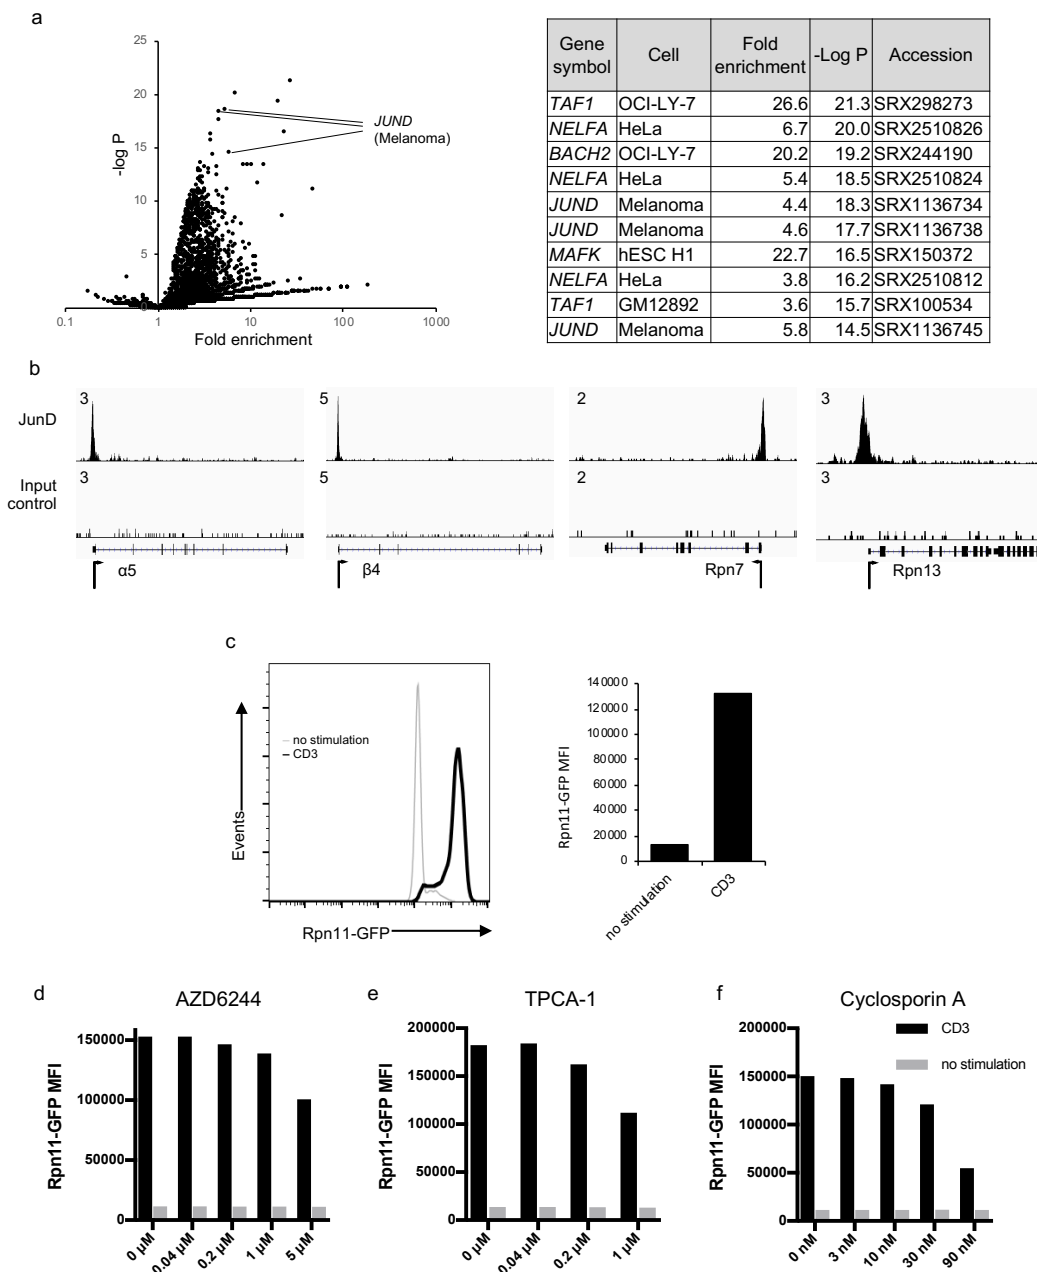 a
25
20
15
10
5
0
-log P
0.1 1 10 100 1000
Fold enrichment
JUND
(Melanoma)
Gene symbol Cell Fold enrichment -Log P Accession
TAF1 OCI-LY-7 26.6 21.3 SRX298273
NELFA HeLa 6.7 20.0 SRX2510826
BACH2 OCI-LY-7 20.2 19.2 SRX244190
NELFA HeLa 5.4 18.5 SRX2510824
JUND Melanoma 4.4 18.3 SRX1136734
JUND Melanoma 4.6 17.7 SRX1136738
MAFK hESC H1 22.7 16.5 SRX150372
NELFA HeLa 3.8 16.2 SRX2510812
TAF1 GM12892 3.6 15.7 SRX100534
JUND Melanoma 5.8 14.5 SRX1136745
b
JunD
3 5 2 3
Input
control
3 5 2 3
α5 β4 Rpn7 Rpn13
c
no stimulation
CD3
Events
Rpn11-GFP
140000
120000
100000
80000
60000
40000
20000
0
Rpn11-GFP MFI
no stimulation CD3
d
AZD6244
150000
100000
50000
0
Rpn11-GFP MFI
0 µM 0.04 µM 0.2 µM 1 µM 5 µM
e
TPCA-1
200000
150000
100000
50000
0
Rpn11-GFP MFI
0 µM 0.04 µM 0.2 µM 1 µM
f
Cyclosporin A
CD3
no stimulation
200000
150000
100000
50000
0
Rpn11-GFP MFI
0 nM 3 nM 10 nM 30 nM 90 nM